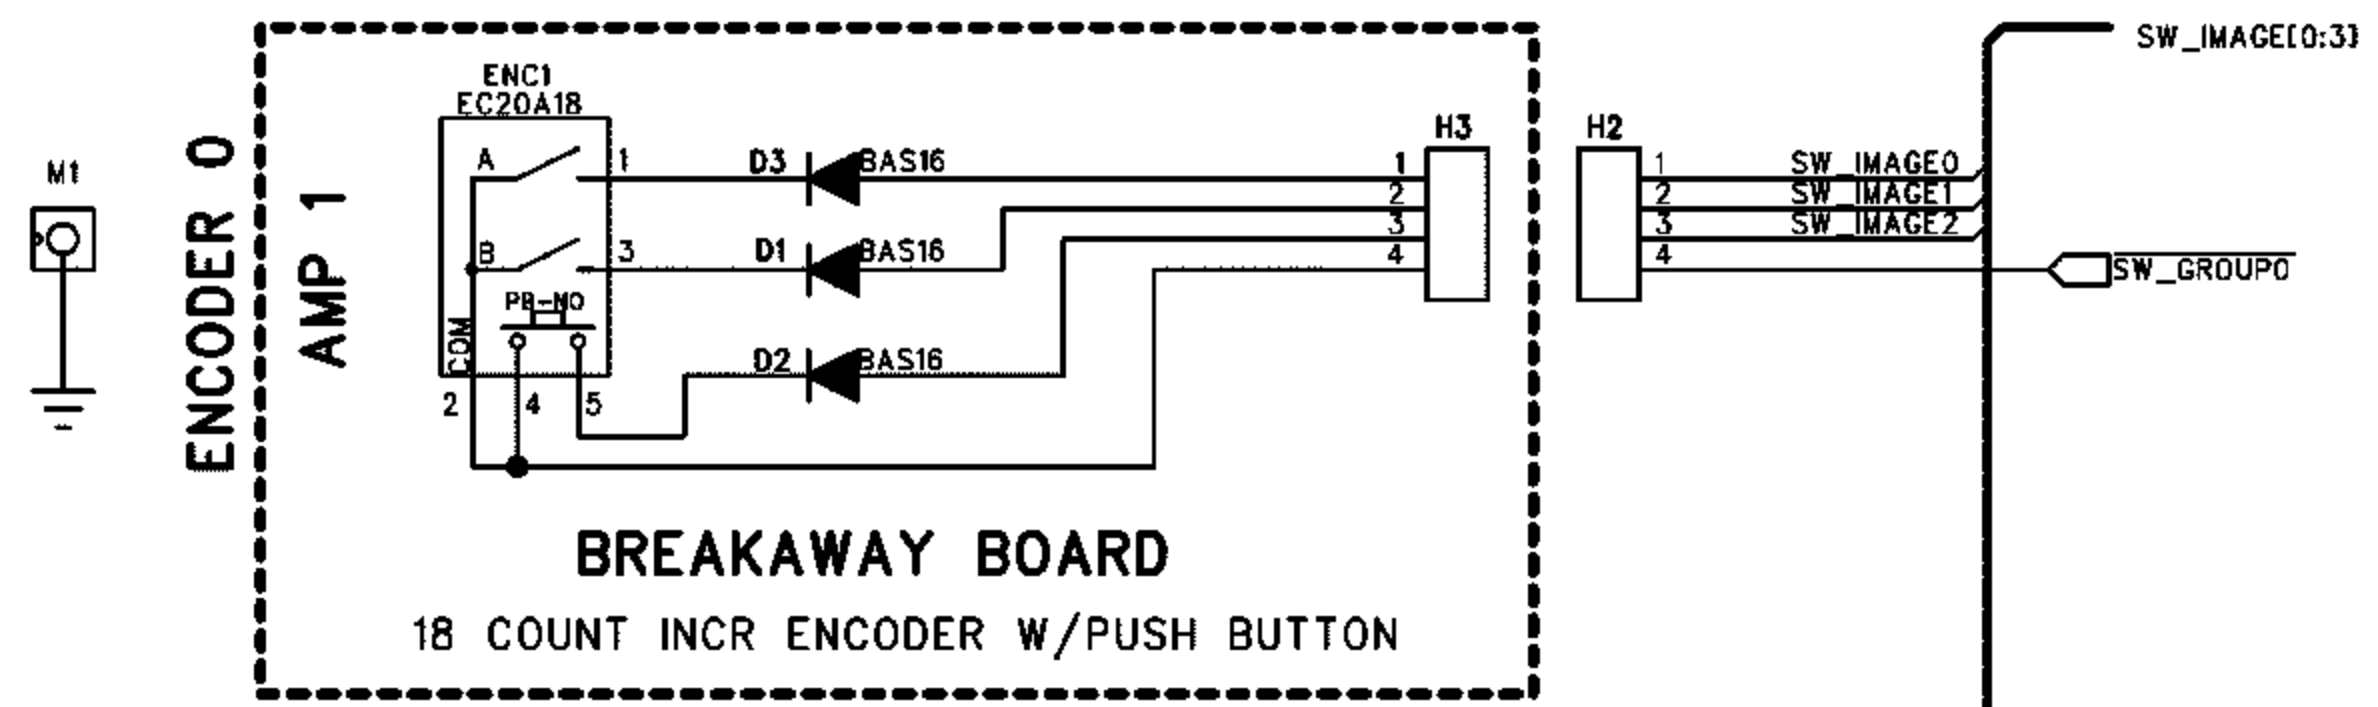 SW_IMAGE[0:3]
ENC1
EC20A18
M1
ENCODER 0
AMP 1
A
1
D3
BAS16
H3
1
2
3
4
H2
1
2
3
4
SW_IMAGE0
SW_IMAGE1
SW_IMAGE2
SW_GROUP0
B
3
D1
BAS16
PB-NO
COM
D2
BAS16
2
4
5
BREAKAWAY BOARD
18 COUNT INCR ENCODER W/PUSH BUTTON